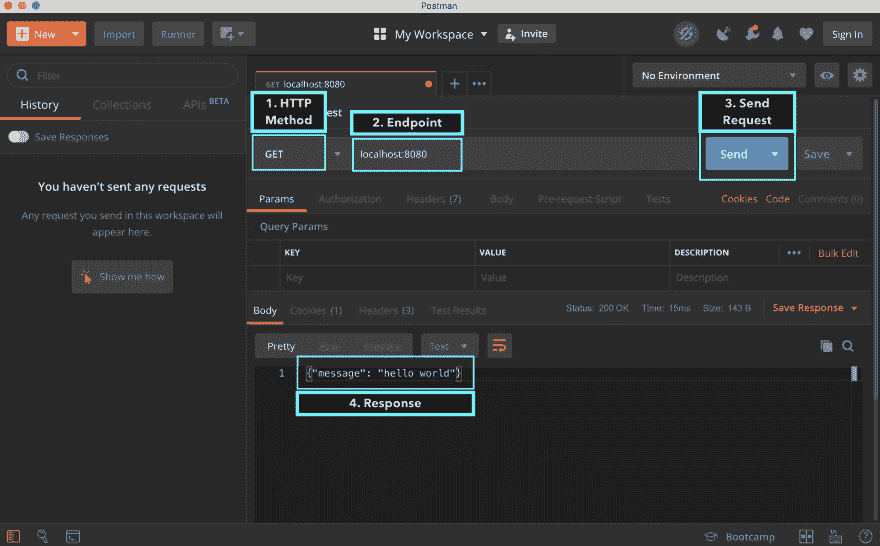 Postman
New
Import
Runner
My Workspace
Invite
Sign In
Filter
GET localhost:8080
No Environment
History
Collections
APIs BETA
1. HTTP
Method
est
2. Endpoint
3. Send
Request
Save Responses
GET
localhost:8080
Send
Save
You haven't sent any requests
Any request you send in this workspace will
appear here.
Show me how
Params
Authorization
Headers (7)
Body
Pre-request Script
Tests
Cookies
Code
Comments (0)
Query Params
KEY
VALUE
DESCRIPTION
Bulk Edit
Key
Value
Description
Body
Cookies (1)
Headers (3)
Test Results
Status: 200 OK
Time: 15ms
Size: 140 B
Save Response
Pretty
Text
1
{"message": "hello world"}
4. Response
Bootcamp